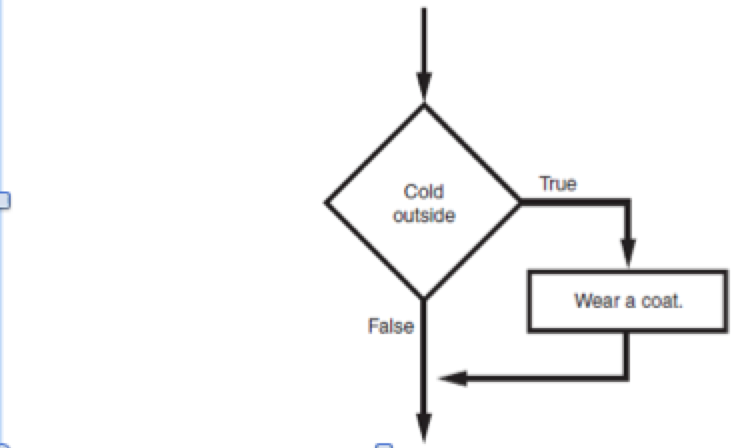 Cold
outside
True
Wear a coat.
False